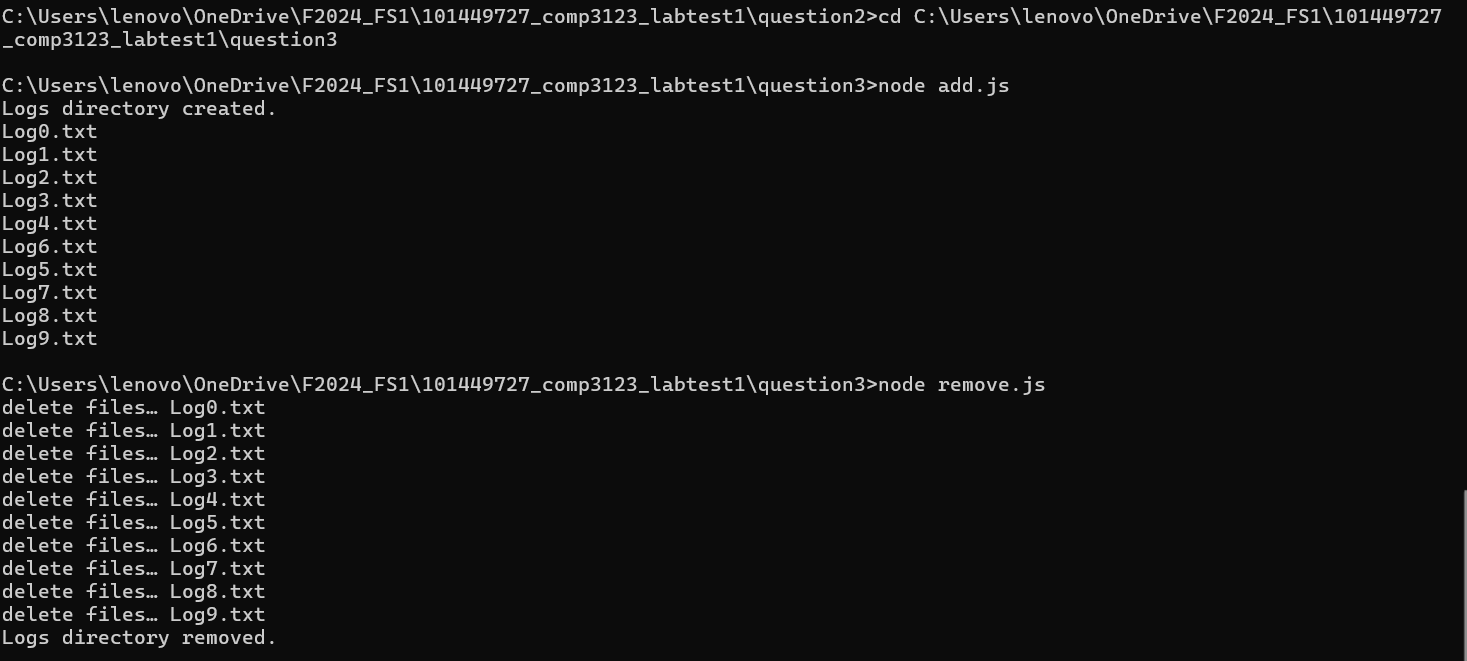 C:\Users\lenovo\OneDrive\F2024_FS1\101449727_comp3123_labtest1\question2>cd C:\Users\lenovo\OneDrive\F2024_FS1\101449727
_comp3123_labtest1\question3
C:\Users\lenovo\OneDrive\F2024_FS1\101449727_comp3123_labtest1\question3>node add.js
Logs directory created.
Log0.txt
Log1.txt
Log2.txt
Log3.txt
Log4.txt
Log6.txt
Log5.txt
Log7.txt
Log8.txt
Log9.txt
C:\Users\lenovo\OneDrive\F2024_FS1\101449727_comp3123_labtest1\question3>node remove.js
delete files… Log0.txt
delete files… Log1.txt
delete files… Log2.txt
delete files… Log3.txt
delete files… Log4.txt
delete files… Log5.txt
delete files… Log6.txt
delete files… Log7.txt
delete files… Log8.txt
delete files… Log9.txt
Logs directory removed.